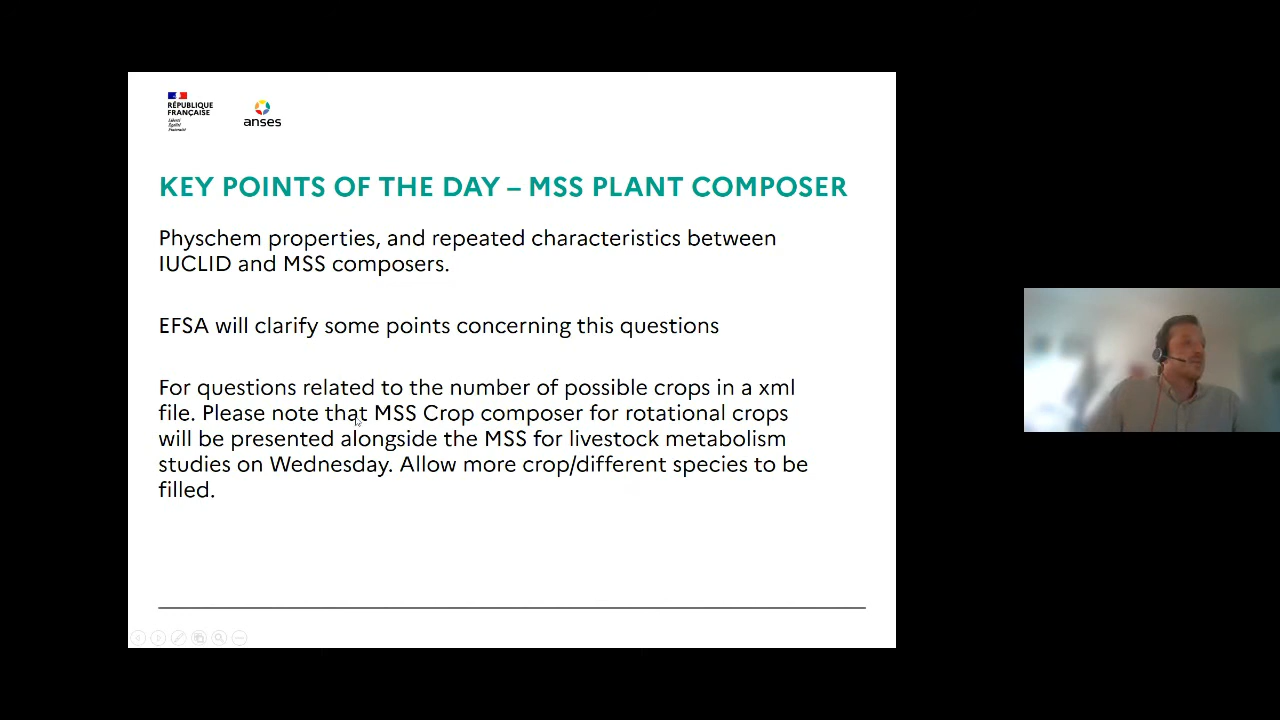 RÉPUBLIQUE
FRANÇAISE
Liberté
Égalité
Fraternité
anses
KEY POINTS OF THE DAY – MSS PLANT COMPOSER
Physchem properties, and repeated characteristics between
IUCLID and MSS composers.
EFSA will clarify some points concerning this questions
For questions related to the number of possible crops in a xml
file. Please note that MSS Crop composer for rotational crops
will be presented alongside the MSS for livestock metabolism
studies on Wednesday. Allow more crop/different species to be
filled.